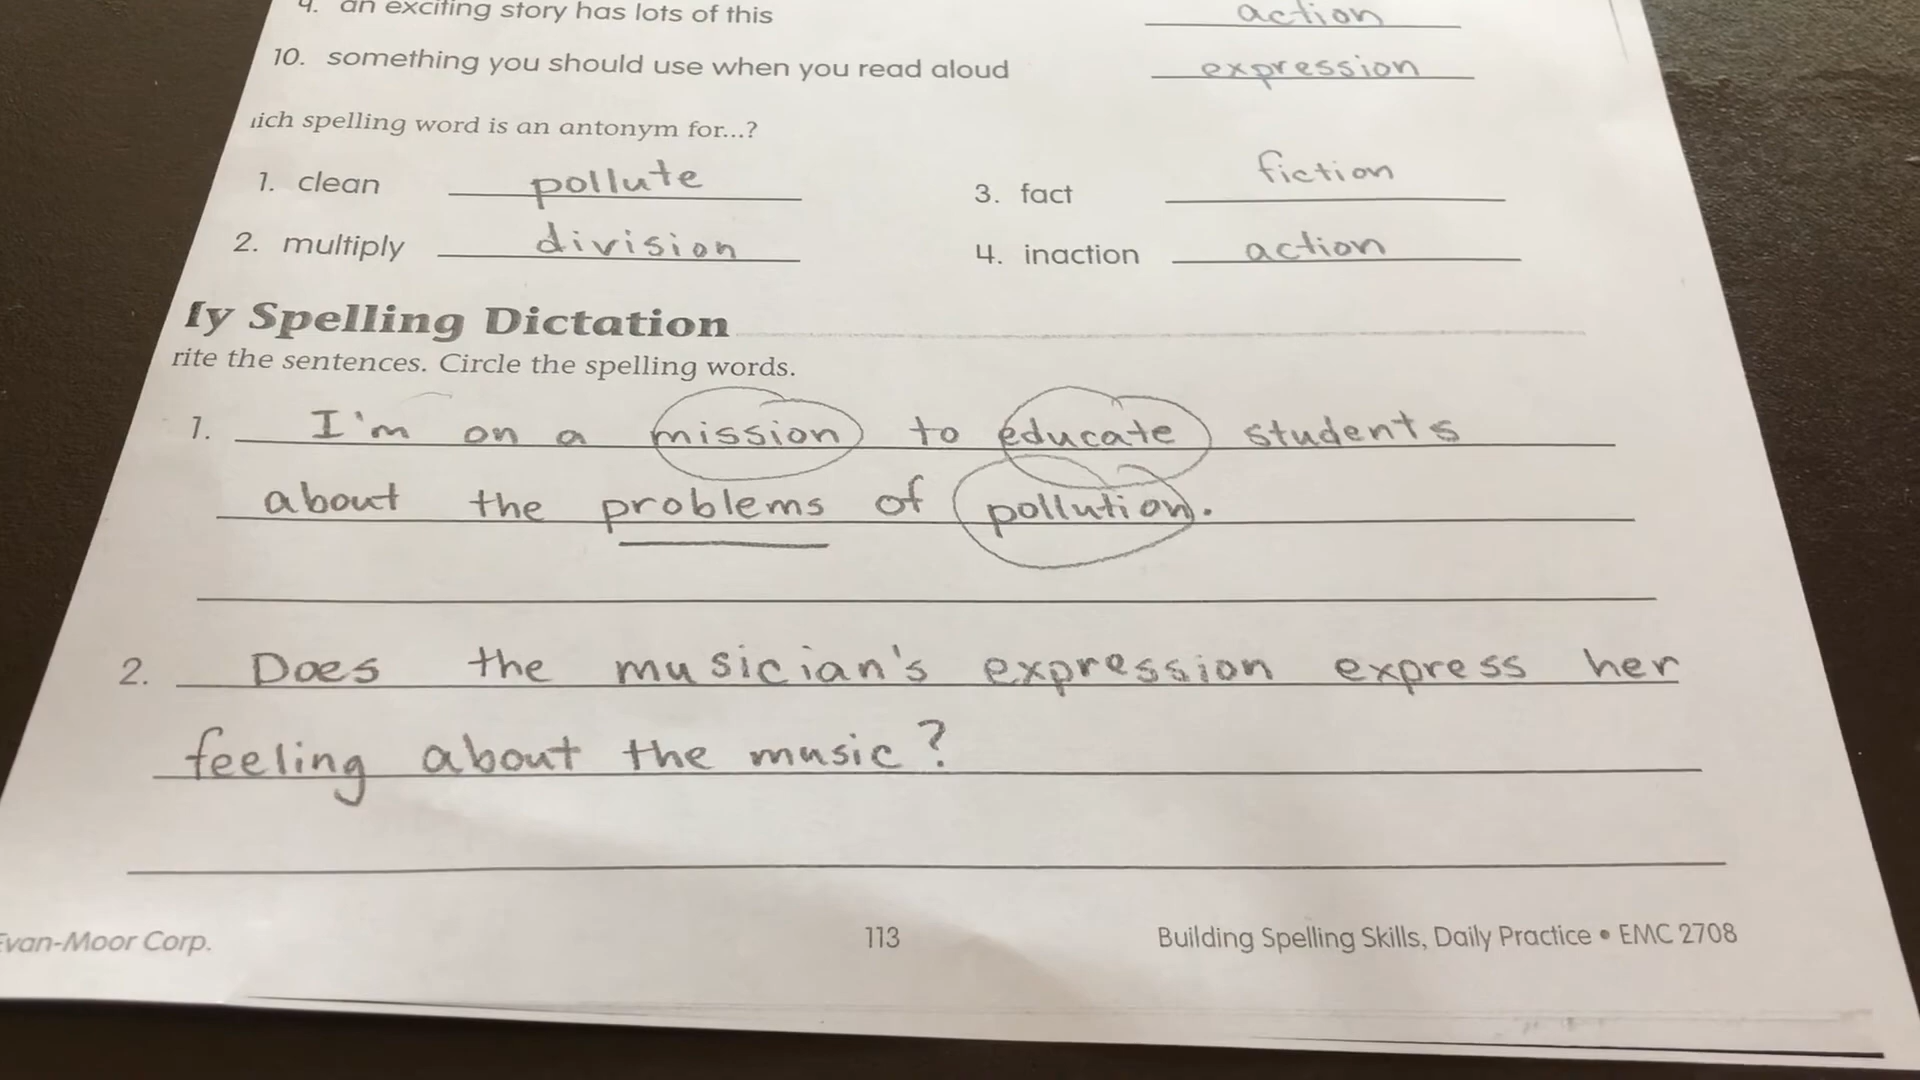 9. an exciting story has lots of this action
10. something you should use when you read aloud expression
ich spelling word is an antonym for...?
1. clean pollute 3. fact fiction
2. multiply division 4. inaction action
y Spelling Dictation
rite the sentences. Circle the spelling words.
1. I'm on a mission to educate students
about the problems of pollution.
2. Does the musician's expression express her
feeling about the music?
Evan-Moor Corp. 113 Building Spelling Skills, Daily Practice • EMC 2708